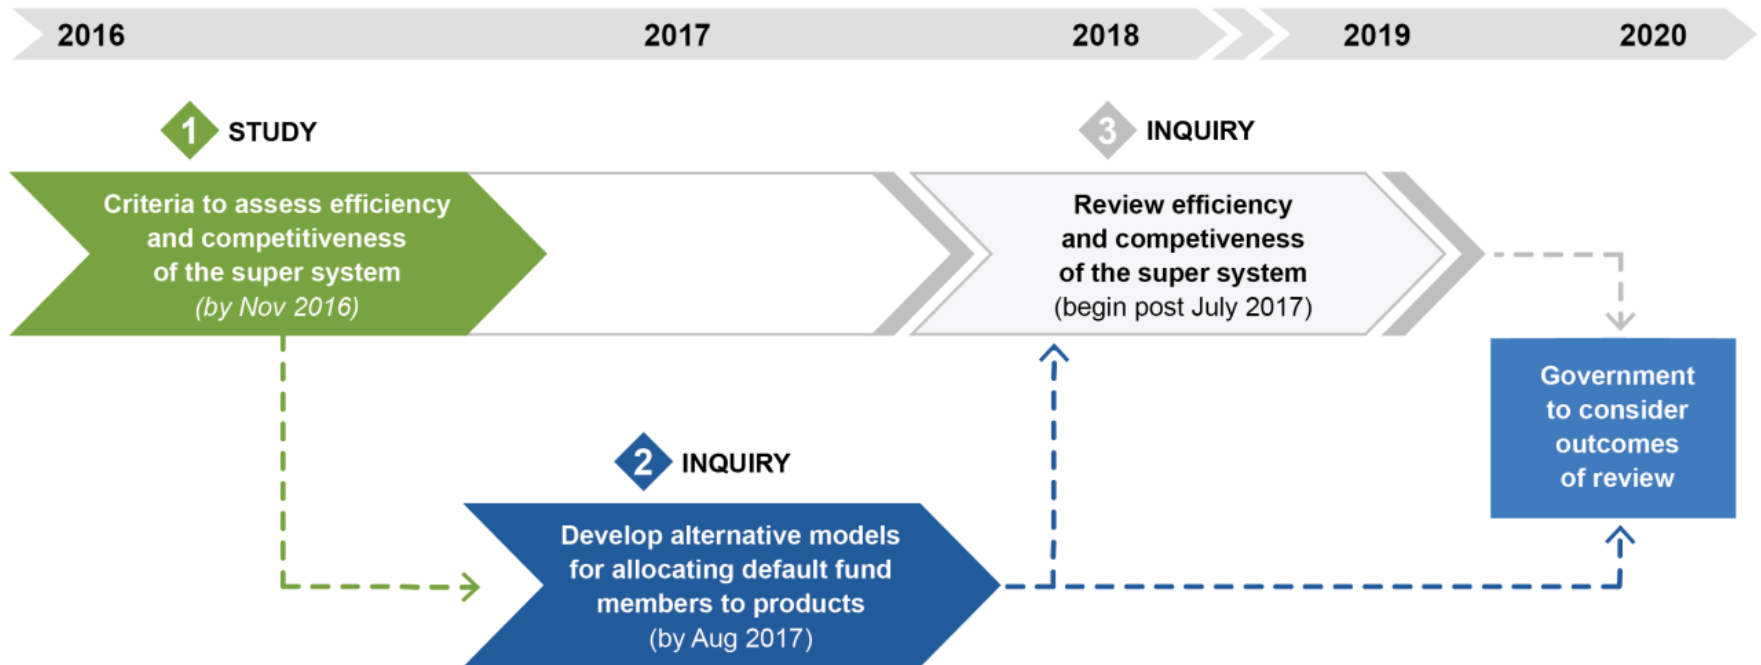 2016 2017 2018 2019 2020
1 STUDY
Criteria to assess efficiency
and competitiveness
of the super system
(by Nov 2016)
3 INQUIRY
Review efficiency
and competiveness
of the super system
(begin post July 2017)
Government
to consider
outcomes
of review
2 INQUIRY
Develop alternative models
for allocating default fund
members to products
(by Aug 2017)